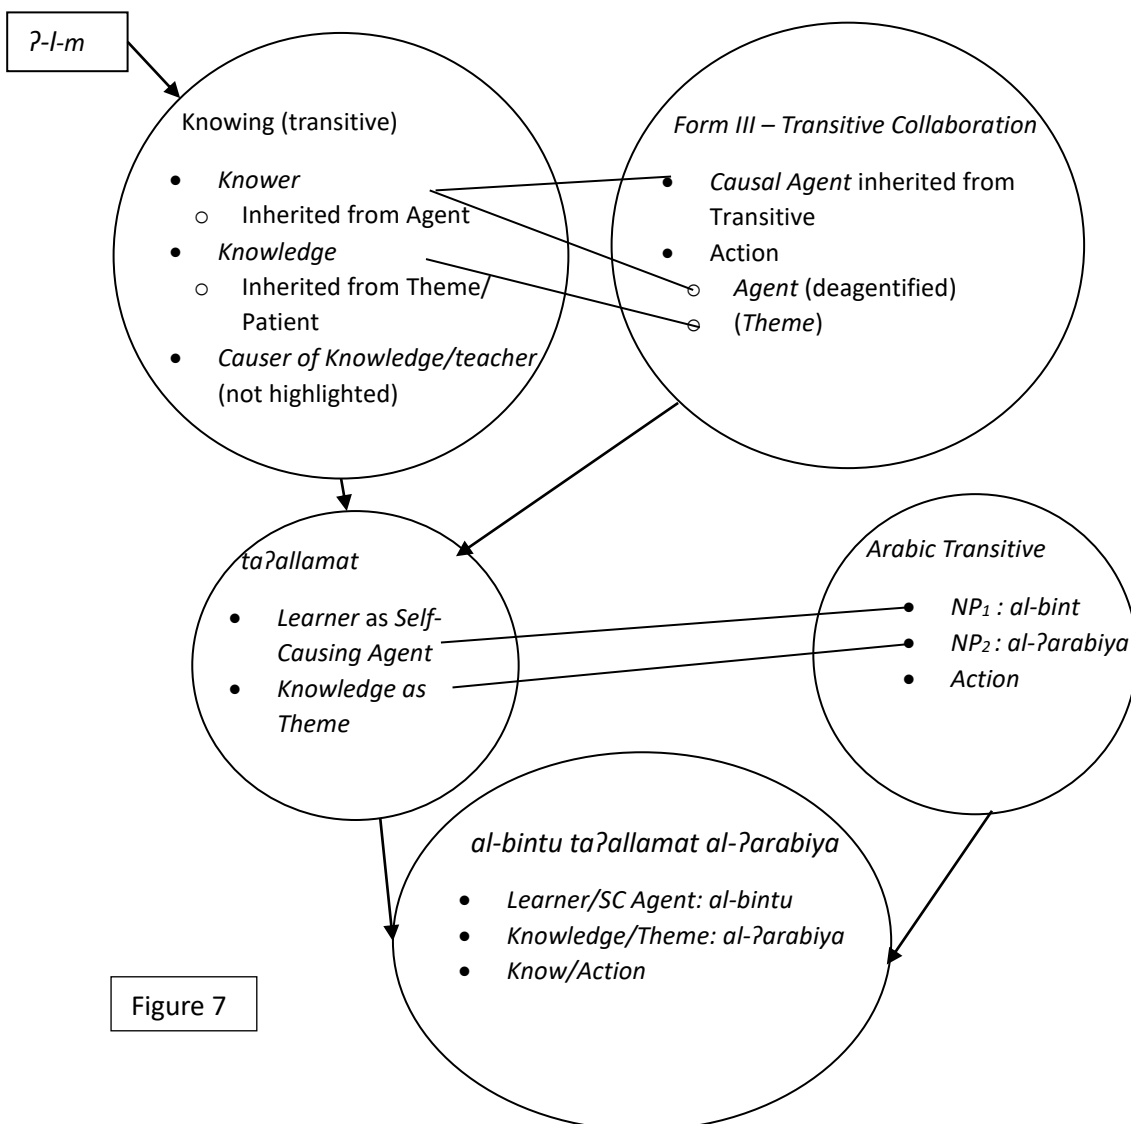 ʔ-l-m
Knowing (transitive)
• Knower
o Inherited from Agent
• Knowledge
o Inherited from Theme/
Patient
• Causer of Knowledge/teacher
(not highlighted)
Form III – Transitive Collaboration
• Causal Agent inherited from
Transitive
• Action
o Agent (deagentified)
o (Theme)
taʔallamat
• Learner as Self-
Causing Agent
• Knowledge as
Theme
Arabic Transitive
• NP₁ : al-bint
• NP₂ : al-ʔarabiya
• Action
al-bintu taʔallamat al-ʔarabiya
• Learner/SC Agent: al-bintu
• Knowledge/Theme: al-ʔarabiya
• Know/Action
Figure 7